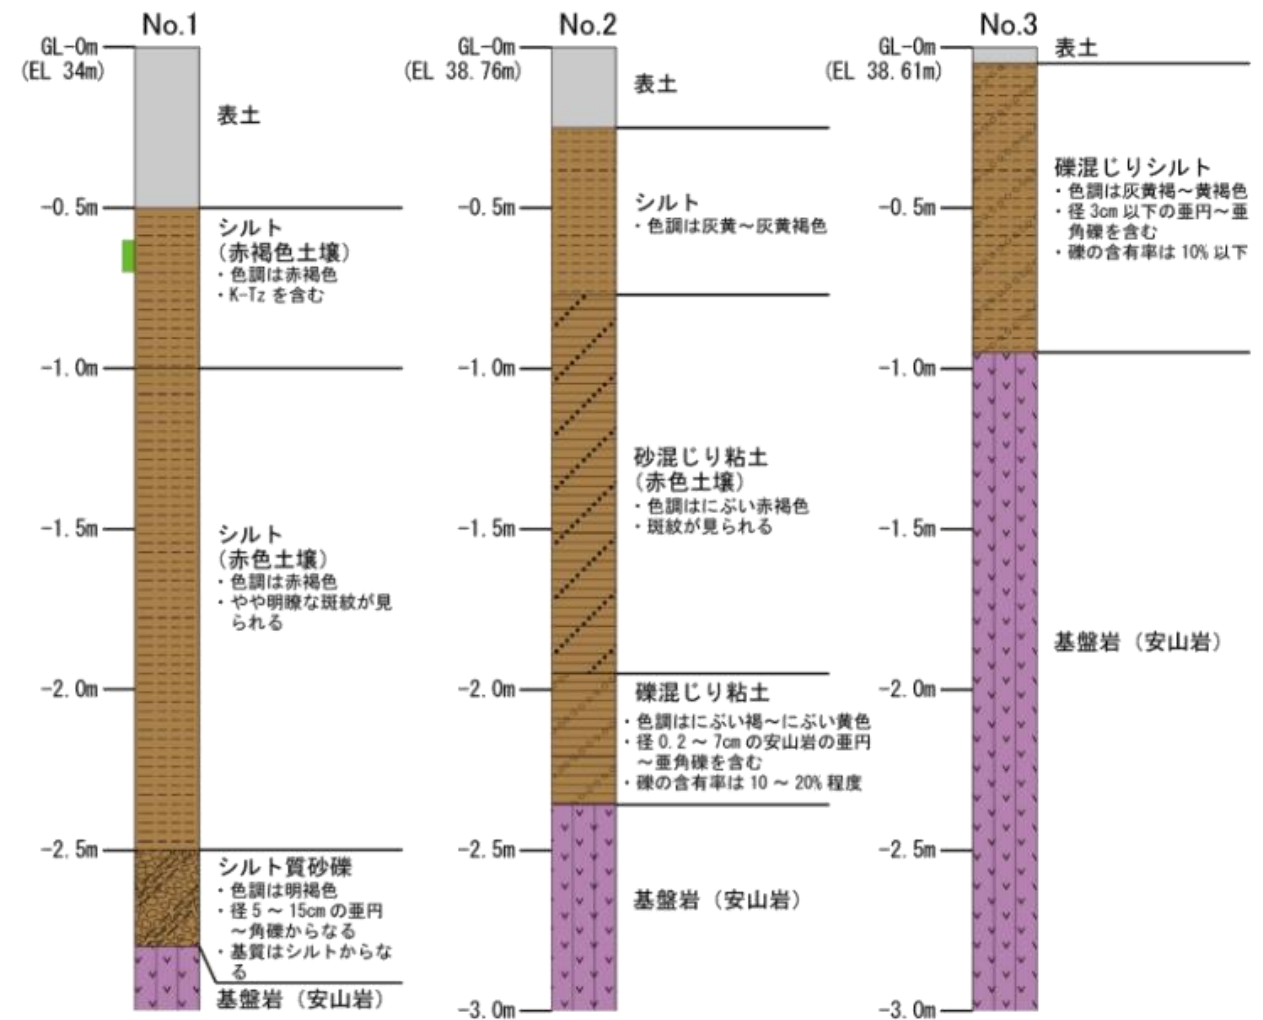 No.1
GL-0m
(EL 34m)
表土
-0.5m
シルト
(赤褐色土壌)
・色調は赤褐色
・K-Tz を含む
-1.0m
-1.5m
シルト
(赤色土壌)
・色調は赤褐色
・やや明瞭な斑紋が見
られる
-2.0m
-2.5m
シルト質砂礫
・色調は明褐色
・径5～15cmの亜円
～角礫からなる
・基質はシルトからな
る
基盤岩（安山岩）
No.2
GL-0m
(EL 38.76m)
表土
シルト
・色調は灰黄～灰黄褐色
-0.5m
-1.0m
砂混じり粘土
(赤色土壌)
・色調はにぶい赤褐色
・斑紋が見られる
-1.5m
-2.0m
礫混じり粘土
・色調はにぶい褐～にぶい黄色
・径0.2～7cmの安山岩の亜円
～亜角礫を含む
・礫の含有率は10～20%程度
-2.5m
基盤岩（安山岩）
-3.0m
No.3
GL-0m
(EL 38.61m)
表土
礫混じりシルト
・色調は灰黄褐～黄褐色
・径3cm以下の亜円～亜
角礫を含む
・礫の含有率は10%以下
-0.5m
-1.0m
-1.5m
基盤岩（安山岩）
-2.0m
-2.5m
-3.0m